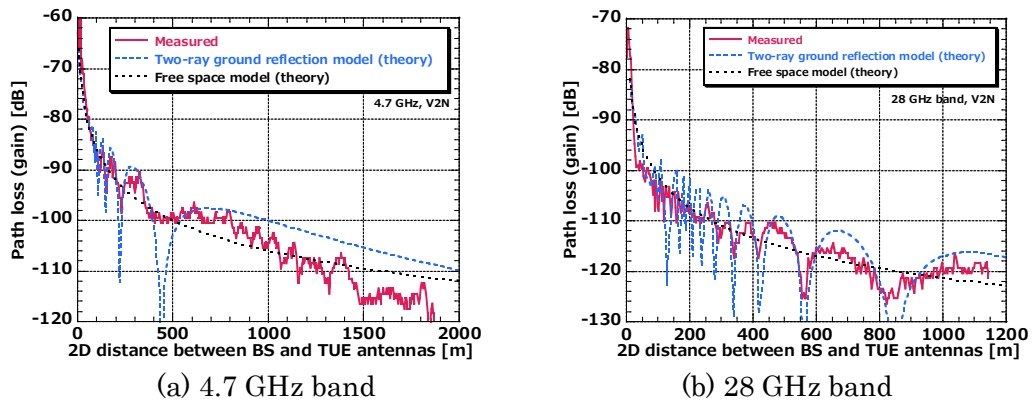 -60
-70
-80
-90
-100
-110
-120
0
500
1000
1500
2000
Path loss (gain) [dB]
Measured
Two-ray ground reflection model (theory)
Free space model (theory)
4.7 GHz, V2N
2D distance between BS and TUE antennas [m]
(a) 4.7 GHz band
-70
-80
-90
-100
-110
-120
-130
0
200
400
600
800
1000
1200
Path loss (gain) [dB]
Measured
Two-ray ground reflection model (theory)
Free space model (theory)
28 GHz band, V2N
2D distance between BS and TUE antennas [m]
(b) 28 GHz band